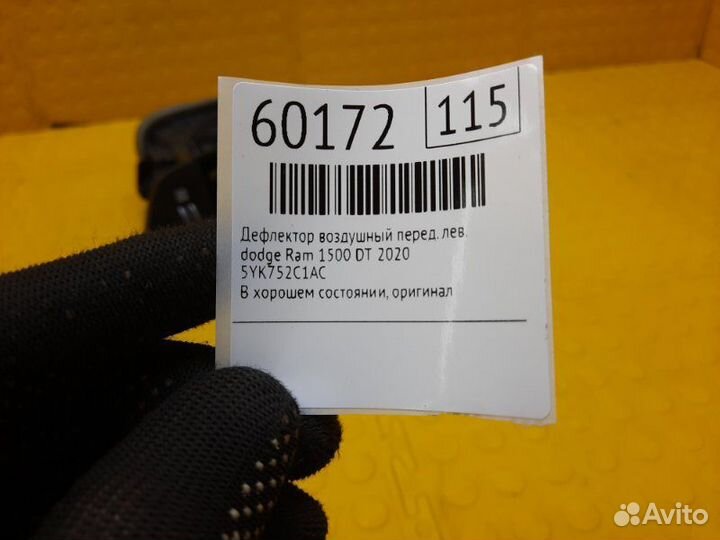 60172 115
Дефлектор воздушный перед. лев.
dodge Ram 1500 DT 2020
5YK752C1AC
В хорошем состоянии, оригинал
Avito